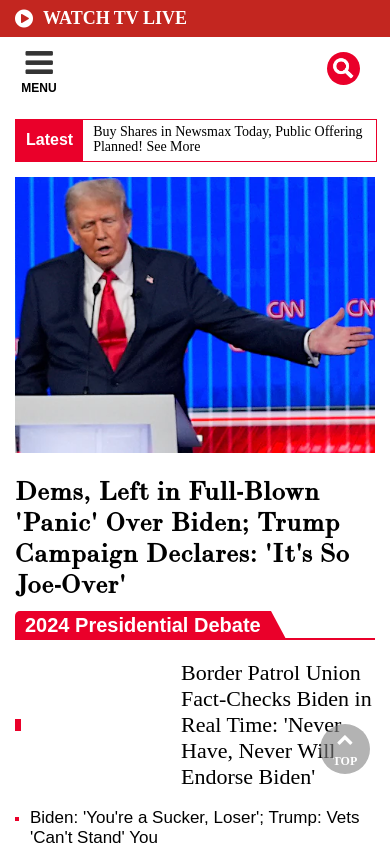 WATCH TV LIVE
MENU
Latest
Buy Shares in Newsmax Today, Public Offering
Planned! See More
CNN
CNN
Dems, Left in Full-Blown
'Panic' Over Biden; Trump
Campaign Declares: 'It's So
Joe-Over'
2024 Presidential Debate
Border Patrol Union
Fact-Checks Biden in
Real Time: 'Never
Have, Never Will
Endorse Biden'
TOP
Biden: 'You're a Sucker, Loser'; Trump: Vets
'Can't Stand' You